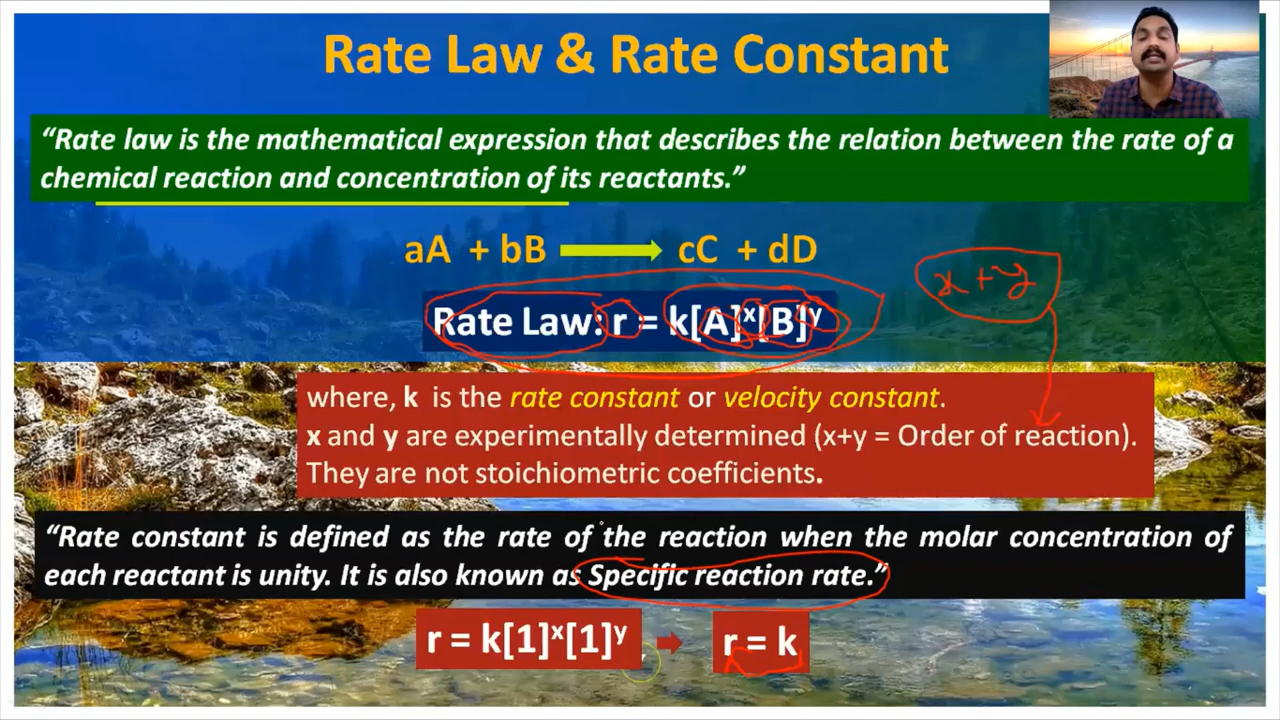 Rate Law & Rate Constant
“Rate law is the mathematical expression that describes the relation between the rate of a
chemical reaction and concentration of its reactants.”
aA + bB ⟶ cC + dD
x+y
Rate Law: r = k[A]ˣ[B]ʸ
where, k is the rate constant or velocity constant.
x and y are experimentally determined (x+y = Order of reaction).
They are not stoichiometric coefficients.
“Rate constant is defined as the rate of the reaction when the molar concentration of
each reactant is unity. It is also known as Specific reaction rate.”
r = k[1]ˣ[1]ʸ ➡ r = k